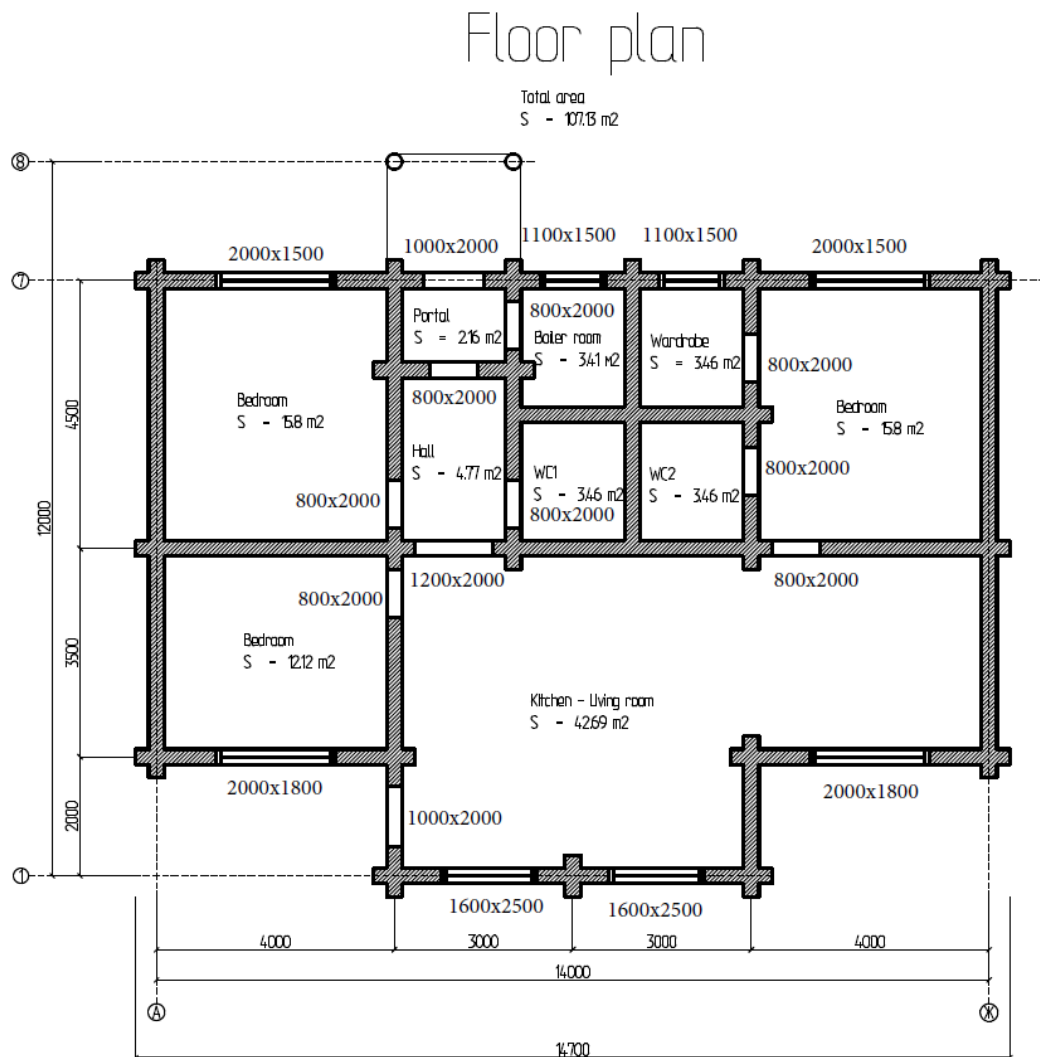 Floor plan
Total area
S - 107.13 m2
8
2000x1500
1000x2000
1100x1500
1100x1500
2000x1500
7
Portal
S = 2.16 m2
800x2000
Boiler room
S - 3.41 м2
Wardrobe
S = 3.46 m2
800x2000
800x2000
Bedroom
S - 15.8 m2
Bedroom
S - 15.8 m2
4500
Hall
S - 4.77 m2
WC1
S - 3.46 m2
WC2
S - 3.46 m2
800x2000
800x2000
800x2000
12000
1200x2000
800x2000
800x2000
Bedroom
S - 12.12 m2
3500
Kitchen - Living room
S - 42.69 m2
2000x1800
2000x1800
2000
1000x2000
1
1600x2500
1600x2500
4000
3000
3000
4000
14000
А
Ж
14700